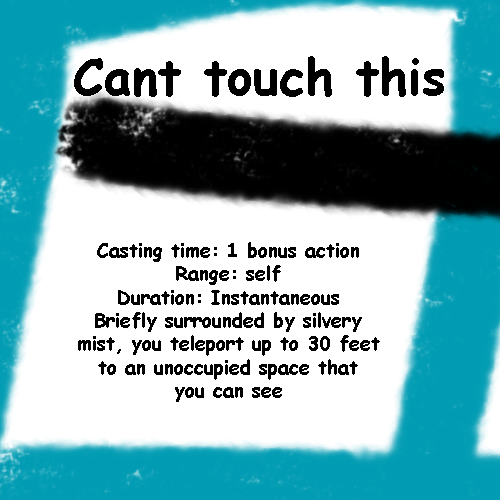 Cant touch this
Casting time: 1 bonus action
Range: self
Duration: Instantaneous
Briefly surrounded by silvery
mist, you teleport up to 30 feet
to an unoccupied space that
you can see